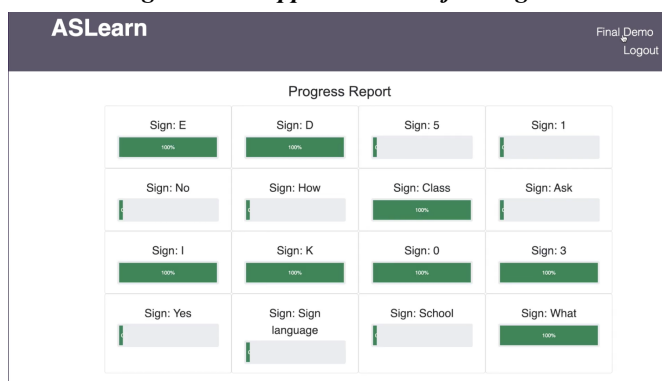 ASLearn
Final Demo
Logout
Progress Report
Sign: E
Sign: D
Sign: 5
Sign: 1
100%
100%
Sign: No
Sign: How
Sign: Class
Sign: Ask
100%
Sign: I
Sign: K
Sign: 0
Sign: 3
100%
100%
100%
100%
Sign: Yes
Sign: Sign
language
Sign: School
Sign: What
100%